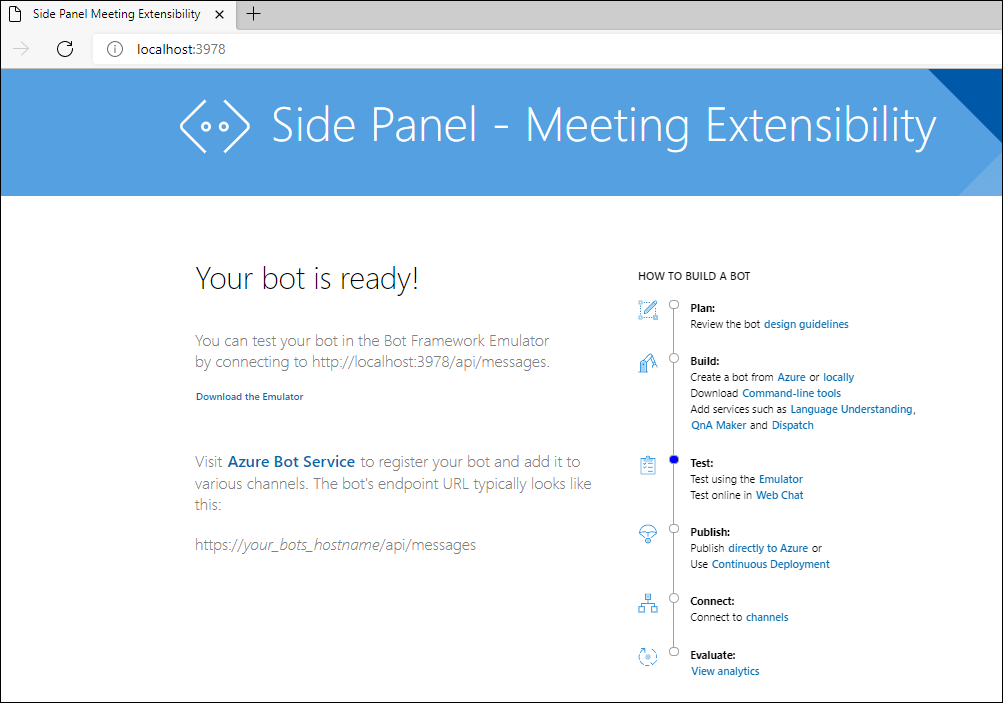 Side Panel Meeting Extensibility
localhost:3978
Side Panel - Meeting Extensibility
Your bot is ready!
You can test your bot in the Bot Framework Emulator
by connecting to http://localhost:3978/api/messages.
Download the Emulator
Visit Azure Bot Service to register your bot and add it to
various channels. The bot's endpoint URL typically looks like
this:
https://your_bots_hostname/api/messages
HOW TO BUILD A BOT
Plan:
Review the bot design guidelines
Build:
Create a bot from Azure or locally
Download Command-line tools
Add services such as Language Understanding,
QnA Maker and Dispatch
Test:
Test using the Emulator
Test online in Web Chat
Publish:
Publish directly to Azure or
Use Continuous Deployment
Connect:
Connect to channels
Evaluate:
View analytics